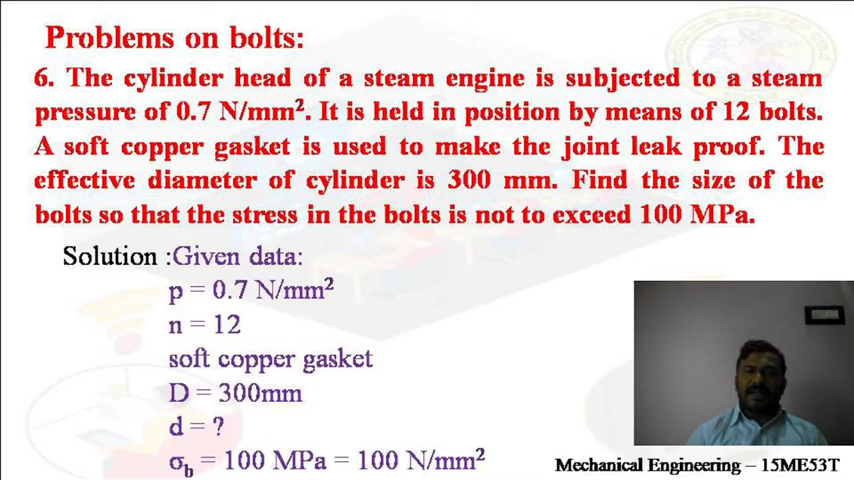 Problems on bolts:
6. The cylinder head of a steam engine is subjected to a steam
pressure of 0.7 N/mm². It is held in position by means of 12 bolts.
A soft copper gasket is used to make the joint leak proof. The
effective diameter of cylinder is 300 mm. Find the size of the
bolts so that the stress in the bolts is not to exceed 100 MPa.
Solution :Given data:
p = 0.7 N/mm²
n = 12
soft copper gasket
D = 300mm
d = ?
σb = 100 MPa = 100 N/mm²
Mechanical Engineering – 15ME53T